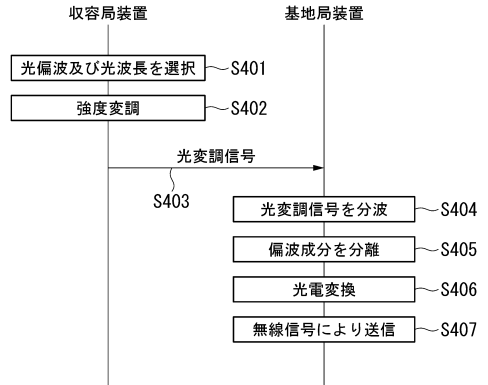 収容局装置
基地局装置
光偏波及び光波長を選択 S401
強度変調 S402
光変調信号
S403
光変調信号を分波 S404
偏波成分を分離 S405
光電変換 S406
無線信号により送信 S407